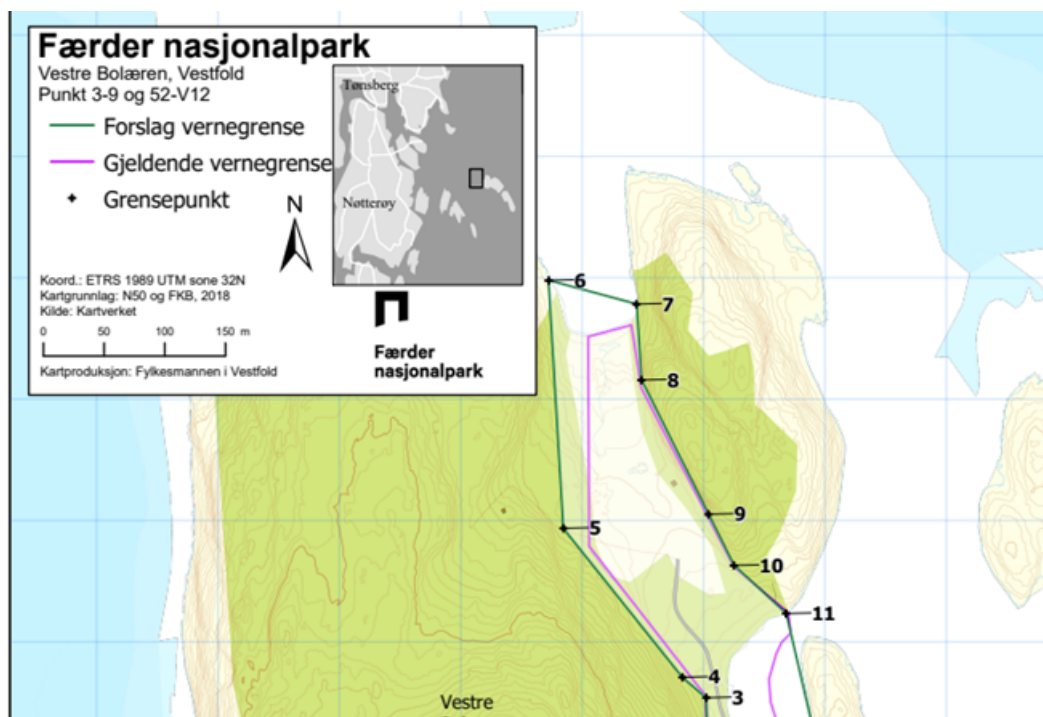 Færder nasjonalpark
Vestre Bolæren, Vestfold
Punkt 3-9 og 52-V12
Forslag vernegrense
Gjeldende vernegrense
Grensepunkt
N
Tønsberg
Nøtterøy
Koord.: ETRS 1989 UTM sone 32N
Kartgrunnlag: N50 og FKB, 2018
Kilde: Kartverket
0 50 100 150 m
Kartproduksjon: Fylkesmannen i Vestfold
Færder
nasjonalpark
6
7
8
5
9
10
11
4
3
Vestre